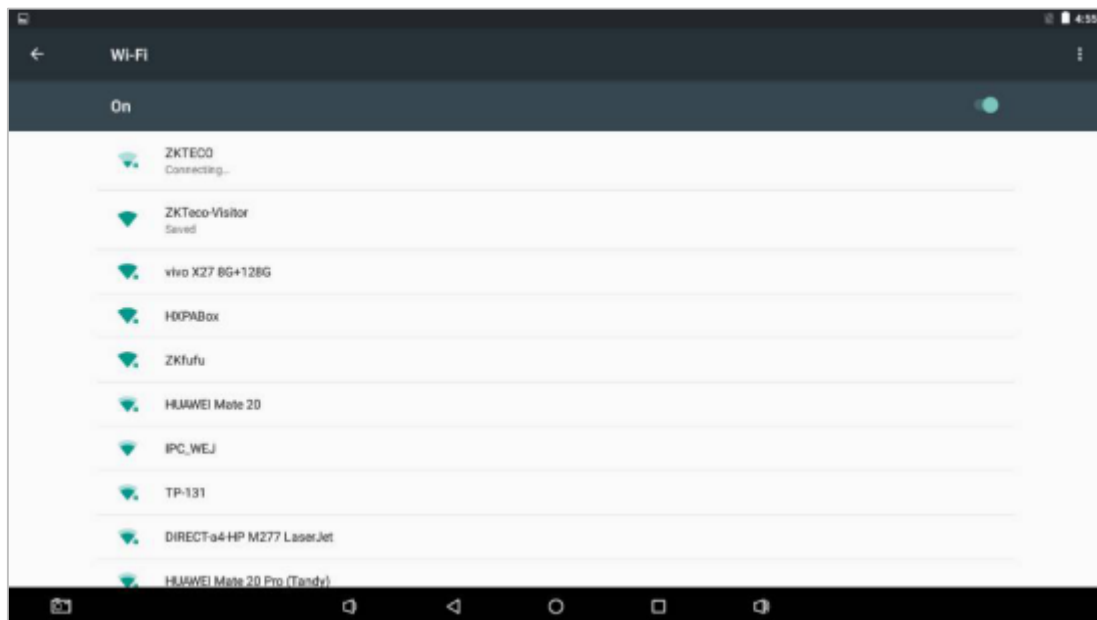 4:55
Wi-Fi
On
ZKTECO
Connecting...
ZKTeco-Visitor
Saved
vivo X27 8G+128G
HXPABox
ZKfufu
HUAWEI Mate 20
IPC_WEJ
TP-131
DIRECT-a4-HP M277 LaserJet
HUAWEI Mate 20 Pro (Tandy)